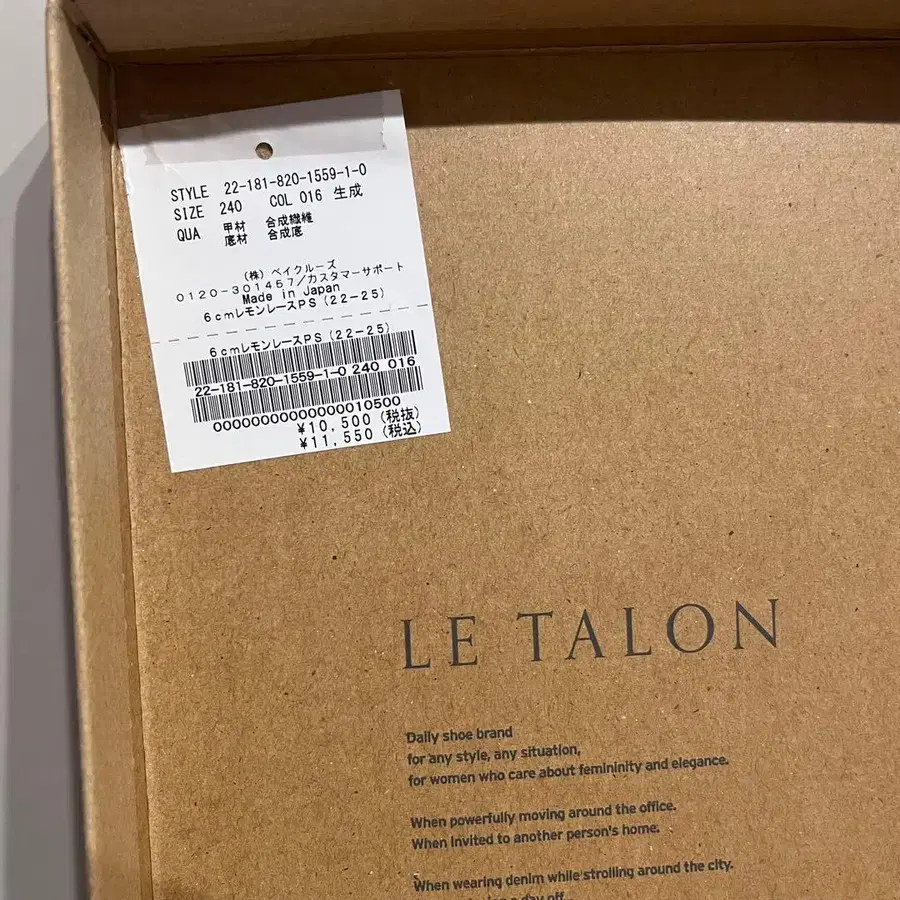 STYLE 22-181-820-1559-1-0
SIZE 240 COL 016 生成
QUA 甲材 合成繊維
底材 合成底
(株) ベイクルーズ
0120-301457/カスタマーサポート
Made in Japan
6cmレモンレースPS(22-25)
6cmレモンレースPS(22-25)
22-181-820-1559-1-0 240 016
00000000000000010500
¥10,500(税抜)
¥11,550(税込)
LE TALON
Daily shoe brand
for any style, any situation,
for women who care about femininity and elegance.
When powerfully moving around the office.
When invited to another person's home.
When wearing denim while strolling around the city.
a day off.